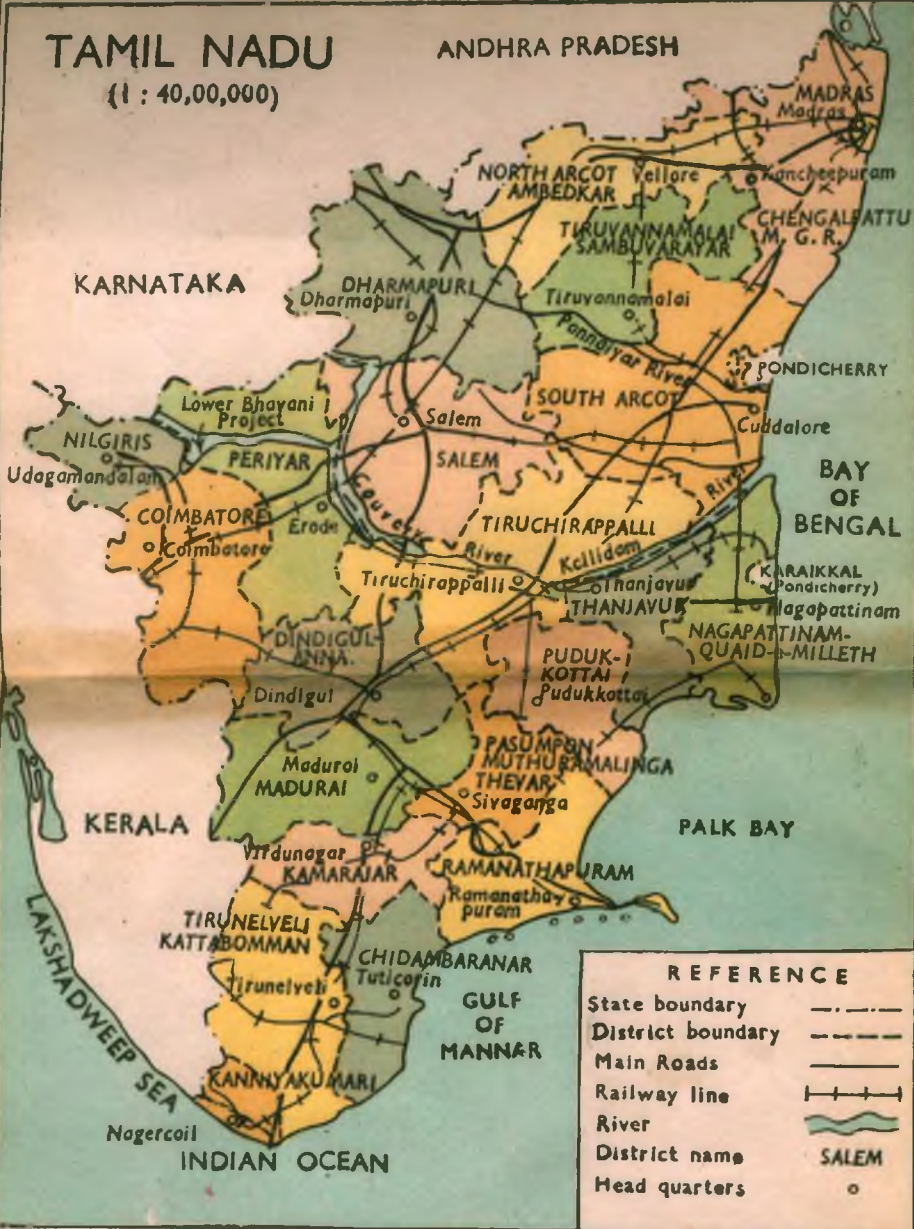 TAMIL NADU
(1 : 40,00,000)
ANDHRA PRADESH
MADRAS
Madras
NORTH ARCOT
AMBEDKAR
Vellore
Kancheepuram
CHENGALPATTU
M. G. R.
TIRUVANNAMALAI
SAMBUVARAYAR
KARNATAKA
DHARMAPURI
Dharmapuri
Tiruvannamalai
Ponnaiyar River
PONDICHERRY
Lower Bhavani
Project
SOUTH ARCOT
Cuddalore
Salem
SALEM
NILGIRIS
Udagamandalam
PERIYAR
BAY
OF
BENGAL
COIMBATORE
Coimbatore
Erode
Cauvery
River
TIRUCHIRAPPALLI
Kollidam
River
Tiruchirappalli
Thanjavur
THANJAVUR
KARAIKKAL
(Pondicherry)
Nagapattinam
NAGAPATTINAM-
QUAID-I-MILLETH
DINDIGUL-
ANNA
Dindigul
PUDUK-
KOTTAI
Pudukkottai
PASUMPON
MUTHURAMALINGA
THEVAR
Sivaganga
Madurai
MADURAI
KERALA
PALK BAY
Virdunagar
KAMARAJAR
RAMANATHAPURAM
Ramanatha-
puram
TIRUNELVELI
KATTABOMMAN
CHIDAMBARANAR
Tuticorin
Tirunelveli
GULF
OF
MANNAR
LAKSHADWEEP SEA
KANNIYAKUMARI
Nagercoil
INDIAN OCEAN
REFERENCE
State boundary
District boundary
Main Roads
Railway line
River
District name SALEM
Head quarters